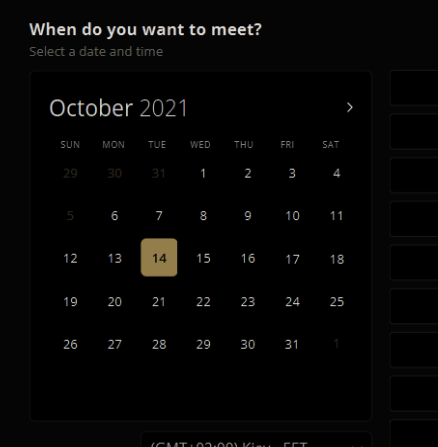 When do you want to meet?
Select a date and time
October 2021 >
SUN MON TUE WED THU FRI SAT
29 30 31 1 2 3 4
5 6 7 8 9 10 11
12 13 14 15 16 17 18
19 20 21 22 23 24 25
26 27 28 29 30 31 1
(GMT+02:00) Kiev - EET